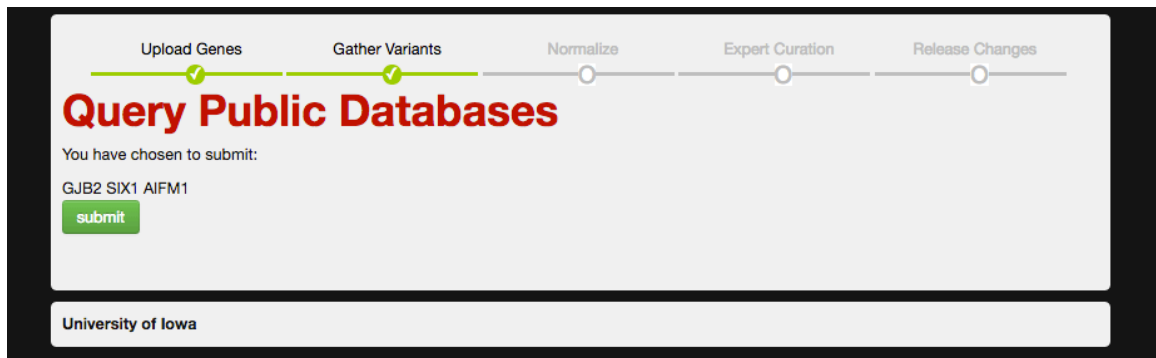 Upload Genes Gather Variants Normalize Expert Curation Release Changes
Query Public Databases
You have chosen to submit:
GJB2 SIX1 AIFM1
submit
University of Iowa